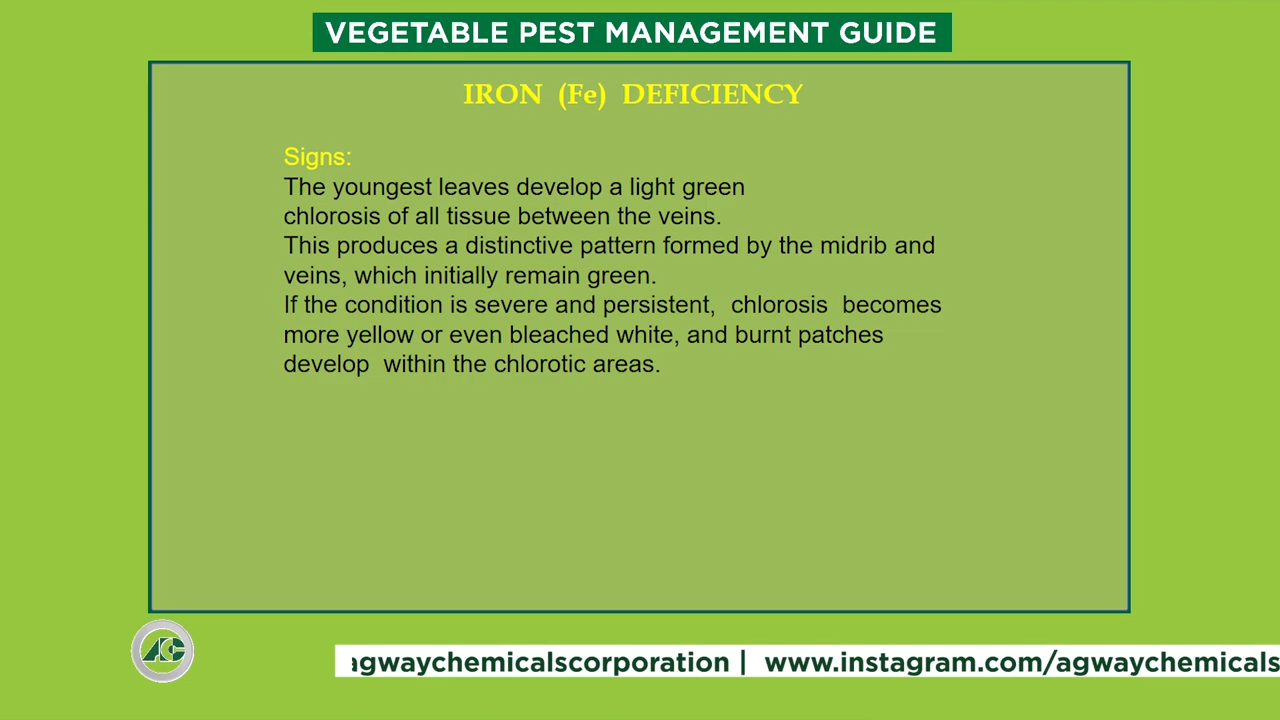 VEGETABLE PEST MANAGEMENT GUIDE
IRON (Fe) DEFICIENCY
Signs:
The youngest leaves develop a light green
chlorosis of all tissue between the veins.
This produces a distinctive pattern formed by the midrib and
veins, which initially remain green.
If the condition is severe and persistent, chlorosis becomes
more yellow or even bleached white, and burnt patches
develop within the chlorotic areas.
AC
agwaychemicalscorporation | www.instagram.com/agwaychemicals